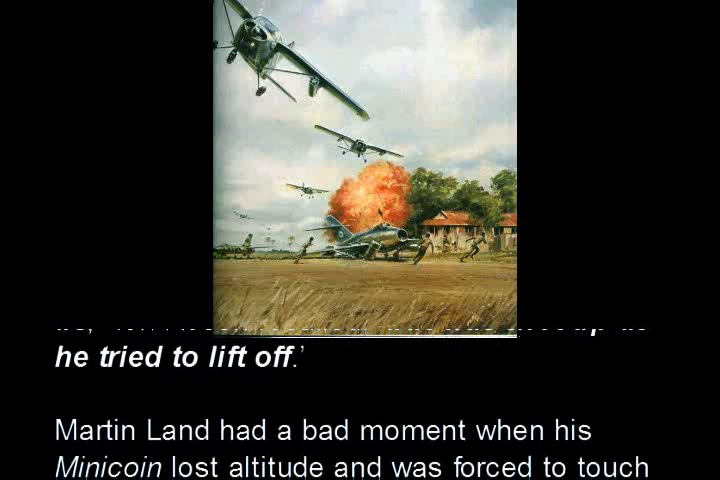 he tried to lift off.’
Martin Land had a bad moment when his
Minicoin lost altitude and was forced to touch